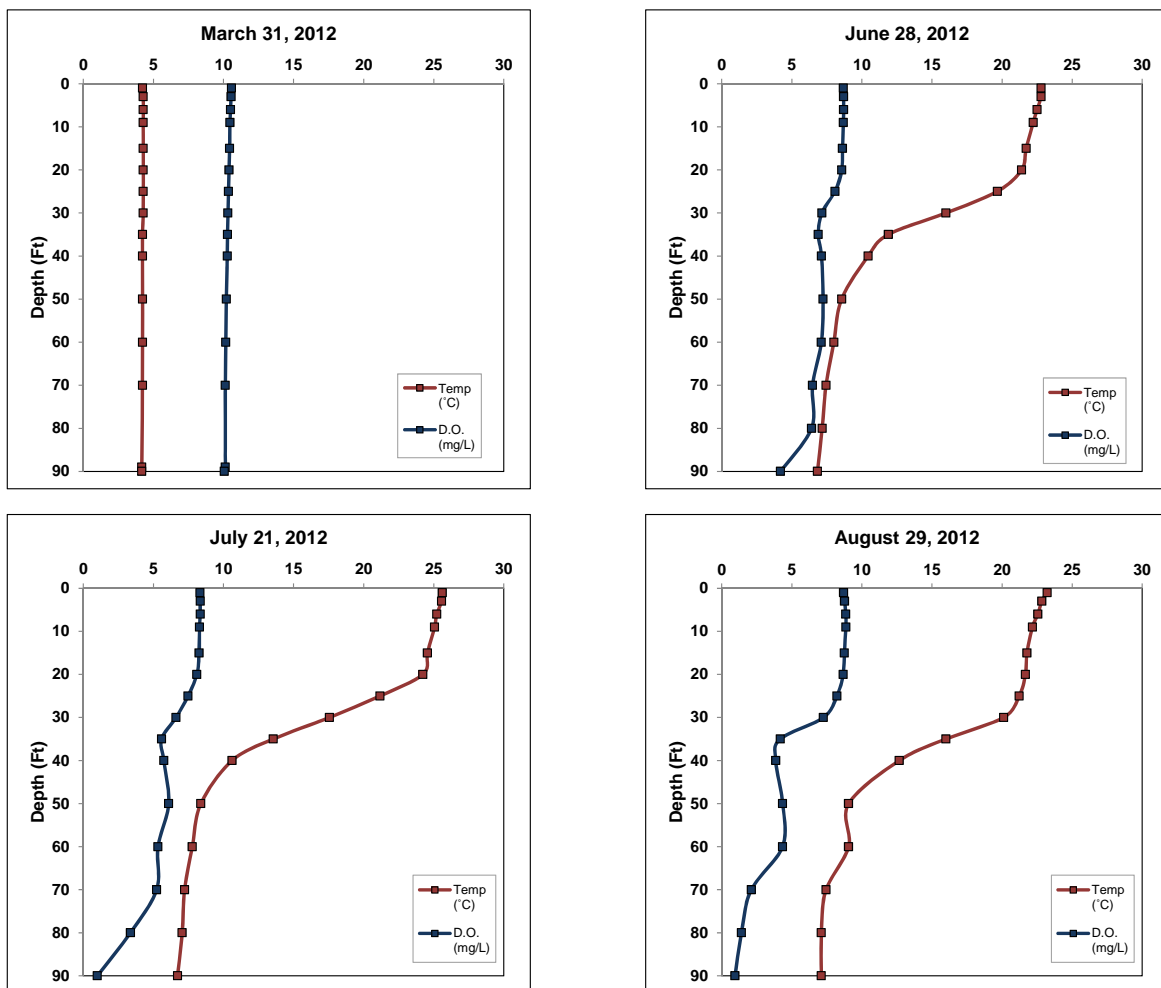 March 31, 2012
0 5 10 15 20 25 30
0
10
20
30
40
50
60
70
80
90
Depth (Ft)
Temp
(˚C)
D.O.
(mg/L)
June 28, 2012
0 5 10 15 20 25 30
0
10
20
30
40
50
60
70
80
90
Depth (Ft)
Temp
(˚C)
D.O.
(mg/L)
July 21, 2012
0 5 10 15 20 25 30
0
10
20
30
40
50
60
70
80
90
Depth (Ft)
Temp
(˚C)
D.O.
(mg/L)
August 29, 2012
0 5 10 15 20 25 30
0
10
20
30
40
50
60
70
80
90
Depth (Ft)
Temp
(˚C)
D.O.
(mg/L)